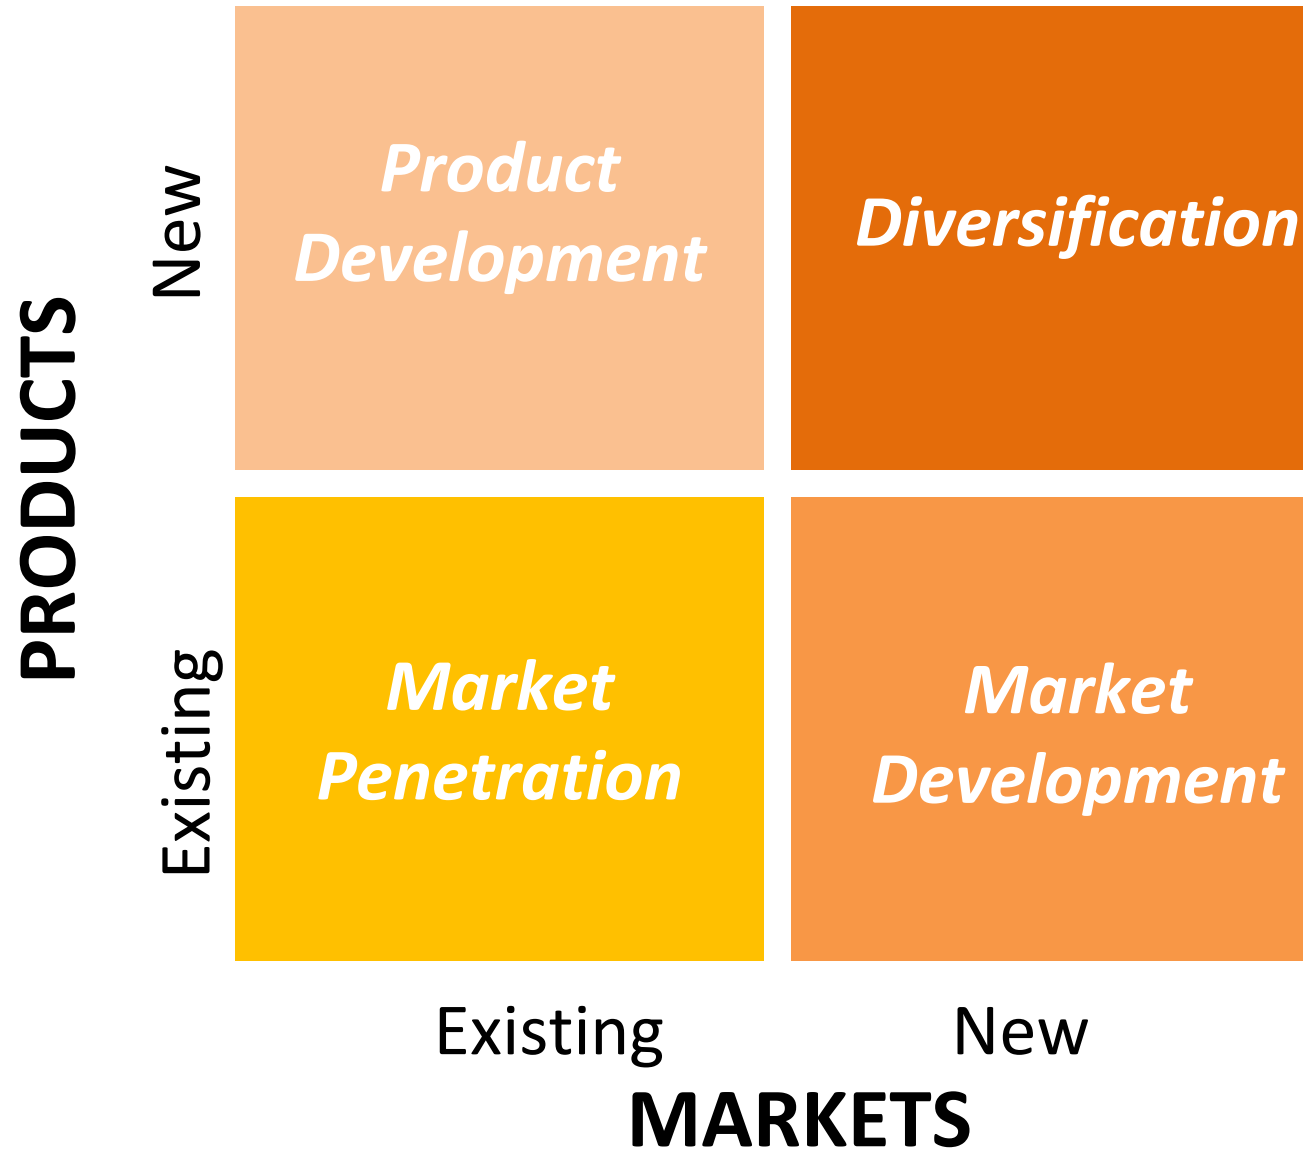 PRODUCTS
New
Product
Development
Diversification
Existing
Market
Penetration
Market
Development
Existing
New
MARKETS